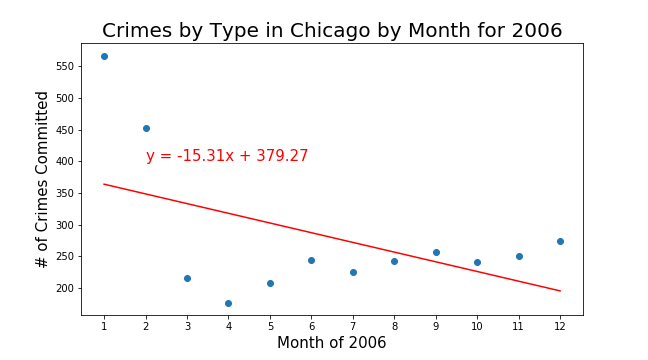 Crimes by Type in Chicago by Month for 2006
# of Crimes Committed
550
500
450
400
350
300
250
200
y = -15.31x + 379.27
1 2 3 4 5 6 7 8 9 10 11 12
Month of 2006